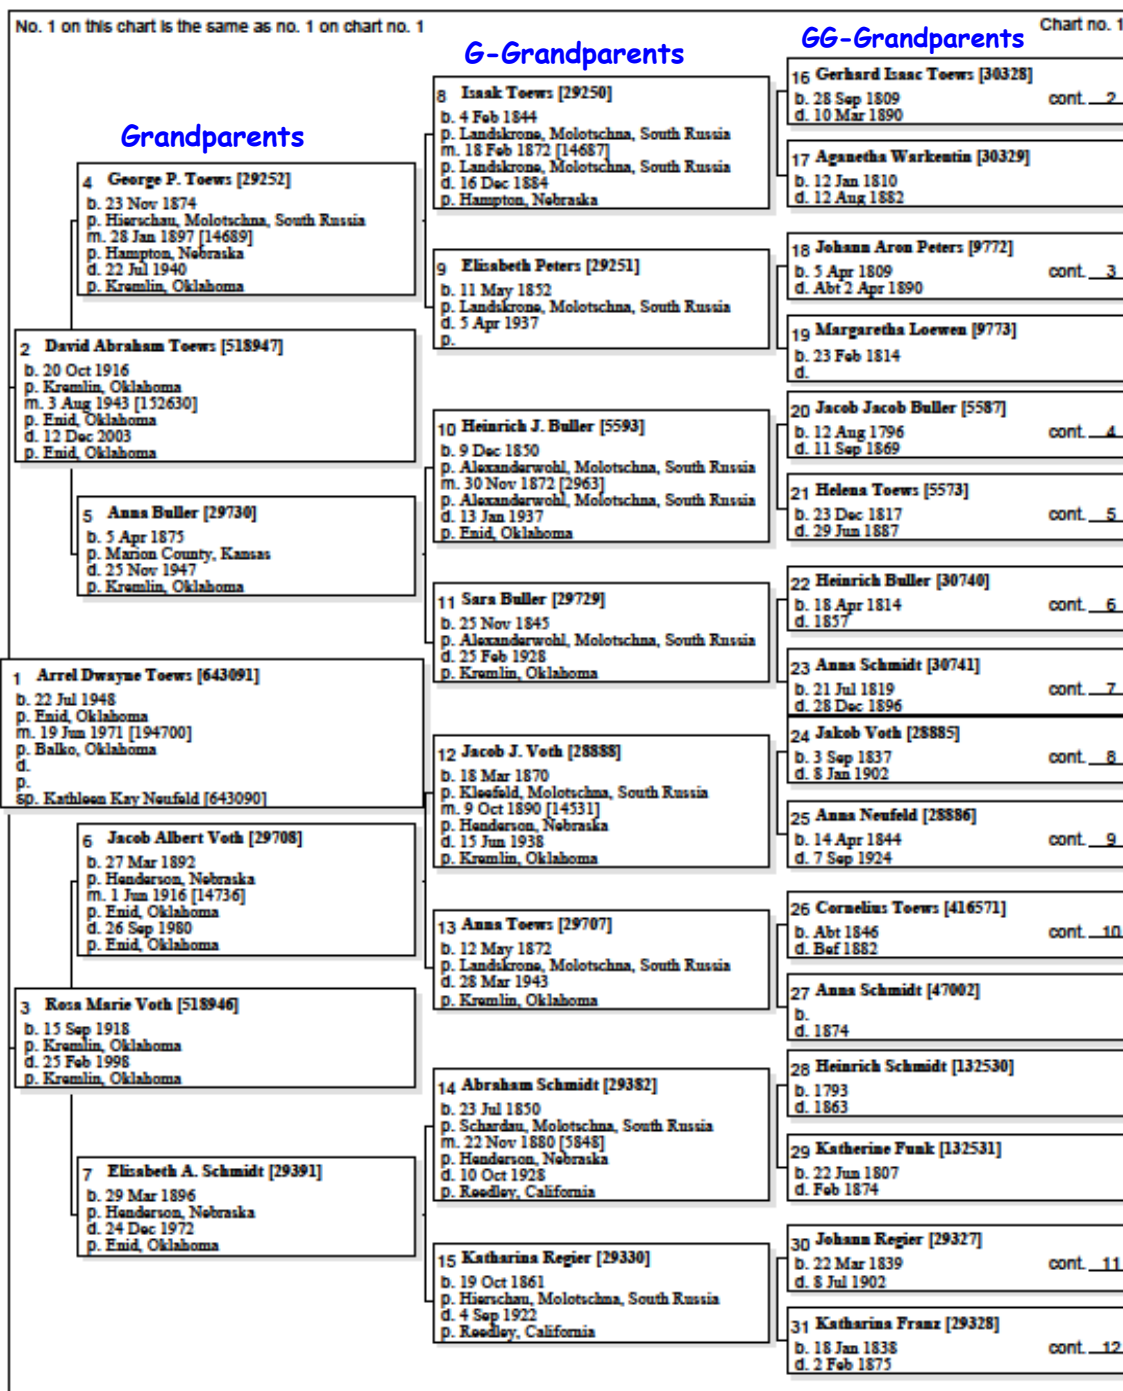 No. 1 on this chart is the same as no. 1 on chart no. 1
Chart no. 1
Grandparents
G-Grandparents
GG-Grandparents
4 George P. Toews [29252]
b. 23 Nov 1874
p. Hierschau, Molotschna, South Russia
m. 28 Jan 1897 [14689]
p. Hampton, Nebraska
d. 22 Jul 1940
p. Kremlin, Oklahoma
2 David Abraham Toews [518947]
b. 20 Oct 1916
p. Kremlin, Oklahoma
m. 3 Aug 1943 [152630]
p. Enid, Oklahoma
d. 12 Dec 2003
p. Enid, Oklahoma
5 Anna Buller [29730]
b. 5 Apr 1875
p. Marion County, Kansas
d. 25 Nov 1947
p. Kremlin, Oklahoma
1 Arrel Dwayne Toews [643091]
b. 22 Jul 1948
p. Enid, Oklahoma
m. 19 Jun 1971 [194700]
p. Balko, Oklahoma
d.
p.
sp. Kathleen Kay Neufeld [643090]
6 Jacob Albert Voth [29708]
b. 27 Mar 1892
p. Henderson, Nebraska
m. 1 Jun 1916 [14736]
p. Enid, Oklahoma
d. 26 Sep 1980
p. Enid, Oklahoma
3 Rosa Marie Voth [518946]
b. 15 Sep 1918
p. Kremlin, Oklahoma
d. 25 Feb 1998
p. Kremlin, Oklahoma
7 Elisabeth A. Schmidt [29391]
b. 29 Mar 1896
p. Henderson, Nebraska
d. 24 Dec 1972
p. Enid, Oklahoma
8 Isaak Toews [29250]
b. 4 Feb 1844
p. Landskrone, Molotschna, South Russia
m. 18 Feb 1872 [14687]
p. Landskrone, Molotschna, South Russia
d. 16 Dec 1884
p. Hampton, Nebraska
9 Elisabeth Peters [29251]
b. 11 May 1852
p. Landskrone, Molotschna, South Russia
d. 5 Apr 1937
p.
10 Heinrich J. Buller [5593]
b. 9 Dec 1850
p. Alexanderwohl, Molotschna, South Russia
m. 30 Nov 1872 [2963]
p. Alexanderwohl, Molotschna, South Russia
d. 13 Jan 1937
p. Enid, Oklahoma
11 Sara Buller [29729]
b. 25 Nov 1845
p. Alexanderwohl, Molotschna, South Russia
d. 25 Feb 1928
p. Kremlin, Oklahoma
12 Jacob J. Voth [28888]
b. 18 Mar 1870
p. Kleefeld, Molotschna, South Russia
m. 9 Oct 1890 [14531]
p. Henderson, Nebraska
d. 15 Jun 1938
p. Kremlin, Oklahoma
13 Anna Toews [29707]
b. 12 May 1872
p. Landskrone, Molotschna, South Russia
d. 28 Mar 1943
p. Kremlin, Oklahoma
14 Abraham Schmidt [29382]
b. 23 Jul 1850
p. Schardau, Molotschna, South Russia
m. 22 Nov 1880 [5848]
p. Henderson, Nebraska
d. 10 Oct 1928
p. Reedley, California
15 Katharina Regier [29330]
b. 19 Oct 1861
p. Hierschau, Molotschna, South Russia
d. 4 Sep 1922
p. Reedley, California
16 Gerhard Isaac Toews [30328]
b. 28 Sep 1809 cont. 2
d. 10 Mar 1890
17 Aganetha Warkentin [30329]
b. 12 Jan 1810
d. 12 Aug 1882
18 Johann Aron Peters [9772]
b. 5 Apr 1809 cont. 3
d. Abt 2 Apr 1890
19 Margaretha Loewen [9773]
b. 23 Feb 1814
d.
20 Jacob Jacob Buller [5587]
b. 12 Aug 1796 cont. 4
d. 11 Sep 1869
21 Helena Toews [5573]
b. 23 Dec 1817 cont. 5
d. 29 Jun 1887
22 Heinrich Buller [30740]
b. 18 Apr 1814 cont. 6
d. 1857
23 Anna Schmidt [30741]
b. 21 Jul 1819 cont. 7
d. 28 Dec 1896
24 Jakob Voth [28885]
b. 3 Sep 1837 cont. 8
d. 8 Jan 1902
25 Anna Neufeld [28886]
b. 14 Apr 1844 cont. 9
d. 7 Sep 1924
26 Cornelius Toews [416571]
b. Abt 1846 cont. 10
d. Bef 1882
27 Anna Schmidt [47002]
b.
d. 1874
28 Heinrich Schmidt [132530]
b. 1793
d. 1863
29 Katherine Funk [132531]
b. 22 Jun 1807
d. Feb 1874
30 Johann Regier [29327]
b. 22 Mar 1839 cont. 11
d. 8 Jul 1902
31 Katharina Franz [29328]
b. 18 Jan 1838 cont. 12
d. 2 Feb 1875